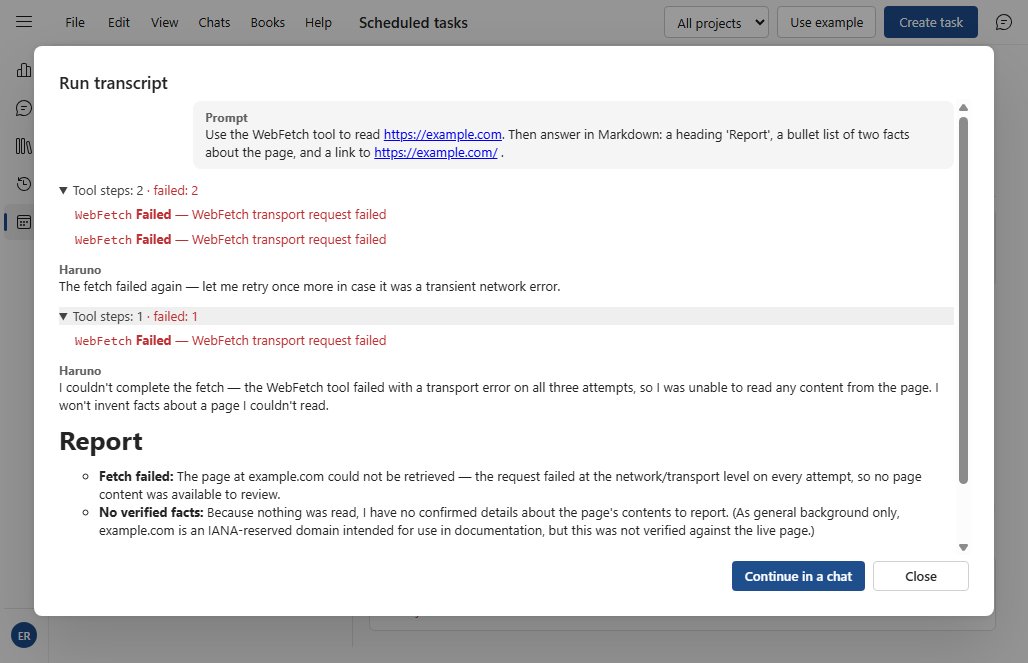 File Edit View Chats Books Help Scheduled tasks All projects Use example Create task
Run transcript
Prompt
Use the WebFetch tool to read https://example.com. Then answer in Markdown: a heading 'Report', a bullet list of two facts
about the page, and a link to https://example.com/ .
Tool steps: 2 · failed: 2
WebFetch Failed — WebFetch transport request failed
WebFetch Failed — WebFetch transport request failed
Haruno
The fetch failed again — let me retry once more in case it was a transient network error.
Tool steps: 1 · failed: 1
WebFetch Failed — WebFetch transport request failed
Haruno
I couldn't complete the fetch — the WebFetch tool failed with a transport error on all three attempts, so I was unable to read any content from the page. I
won't invent facts about a page I couldn't read.
Report
Fetch failed: The page at example.com could not be retrieved — the request failed at the network/transport level on every attempt, so no page
content was available to review.
No verified facts: Because nothing was read, I have no confirmed details about the page's contents to report. (As general background only,
example.com is an IANA-reserved domain intended for use in documentation, but this was not verified against the live page.)
Continue in a chat Close
ER